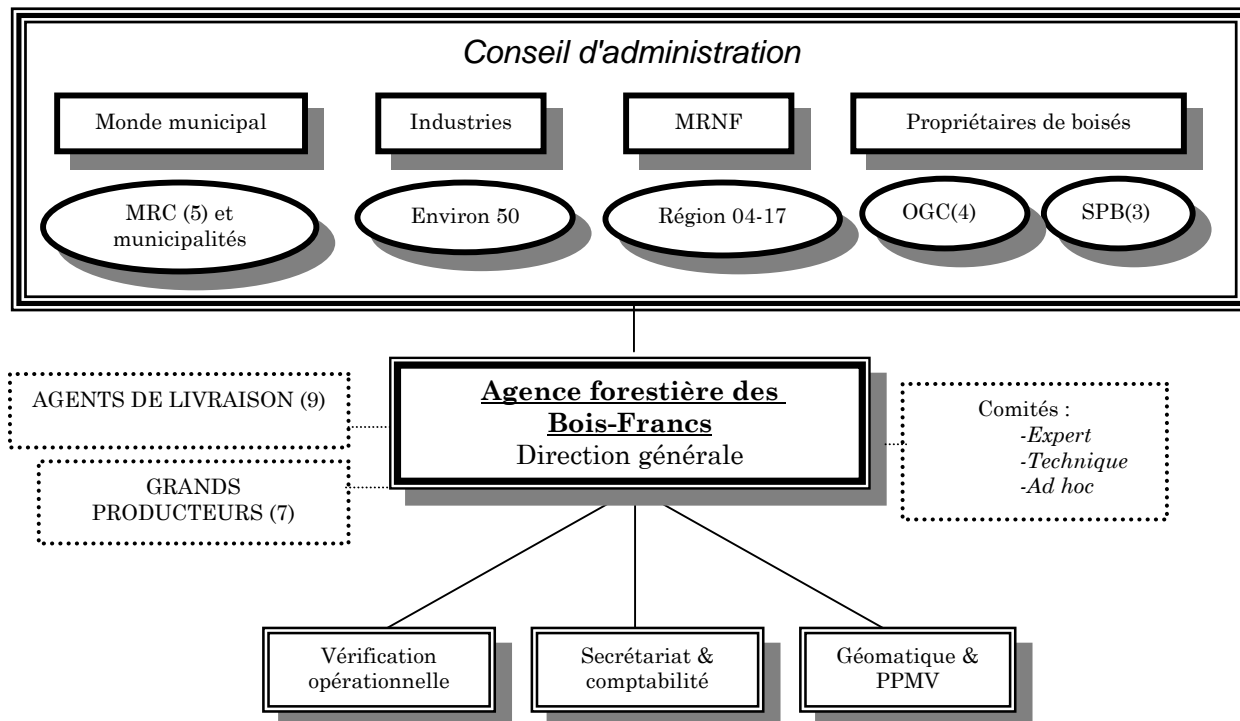 Conseil d'administration
Monde municipal
Industries
MRNF
Propriétaires de boisés
MRC (5) et
municipalités
Environ 50
Région 04-17
OGC(4)
SPB(3)
AGENTS DE LIVRAISON (9)
GRANDS
PRODUCTEURS (7)
Agence forestière des
Bois-Francs
Direction générale
Comités :
-Expert
-Technique
-Ad hoc
Vérification
opérationnelle
Secrétariat &
comptabilité
Géomatique &
PPMV